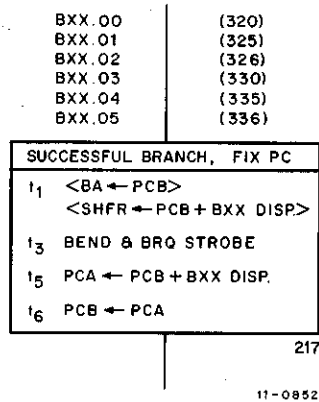 BXX.00 (320)
BXX.01 (325)
BXX.02 (326)
BXX.03 (330)
BXX.04 (335)
BXX.05 (336)
SUCCESSFUL BRANCH, FIX PC
t1 <BA ← PCB>
<SHFR ← PCB + BXX DISP.>
t3 BEND & BRQ STROBE
t5 PCA ← PCB + BXX DISP.
t6 PCB ← PCA
217
11-0852